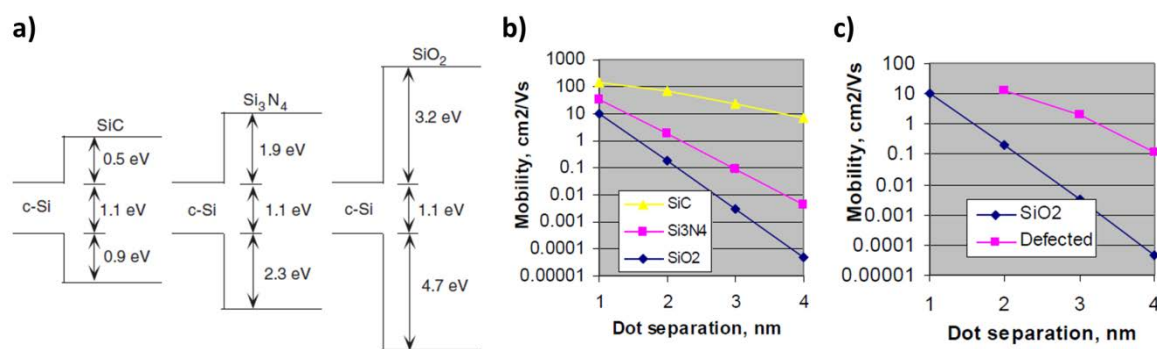 a)
SiC
0.5 eV
c-Si
1.1 eV
0.9 eV
Si3N4
1.9 eV
c-Si
1.1 eV
2.3 eV
SiO2
3.2 eV
c-Si
1.1 eV
4.7 eV
b)
Mobility, cm2/Vs
1000
100
10
1
0.1
0.01
0.001
0.0001
0.00001
SiC
Si3N4
SiO2
1 2 3 4
Dot separation, nm
c)
Mobility, cm2/Vs
100
10
1
0.1
0.01
0.001
0.0001
0.00001
SiO2
Defected
1 2 3 4
Dot separation, nm